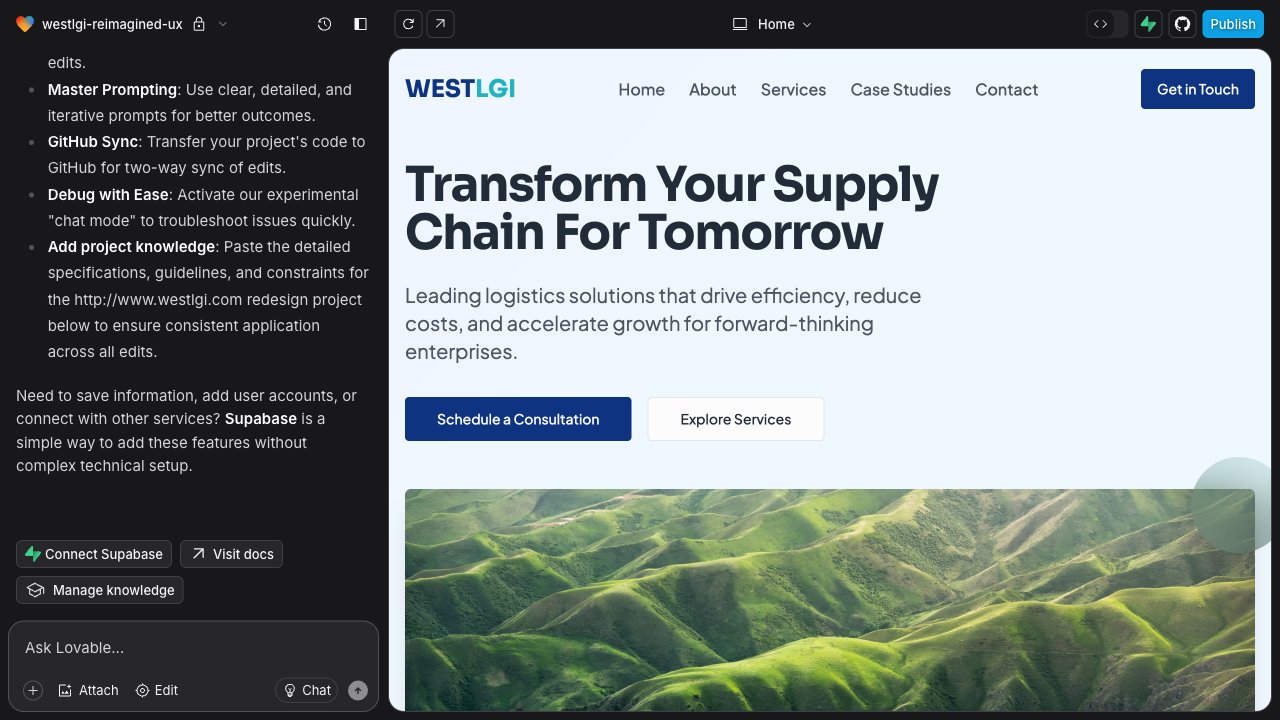 westlgi-reimagined-ux
Home
Publish
edits.
Master Prompting: Use clear, detailed, and
iterative prompts for better outcomes.
GitHub Sync: Transfer your project's code to
GitHub for two-way sync of edits.
Debug with Ease: Activate our experimental
"chat mode" to troubleshoot issues quickly.
Add project knowledge: Paste the detailed
specifications, guidelines, and constraints for
the http://www.westlgi.com redesign project
below to ensure consistent application
across all edits.
Need to save information, add user accounts, or
connect with other services? Supabase is a
simple way to add these features without
complex technical setup.
Connect Supabase
Visit docs
Manage knowledge
Ask Lovable...
Attach
Edit
Chat
WESTLGI
Home
About
Services
Case Studies
Contact
Get in Touch
Transform Your Supply
Chain For Tomorrow
Leading logistics solutions that drive efficiency, reduce
costs, and accelerate growth for forward-thinking
enterprises.
Schedule a Consultation
Explore Services